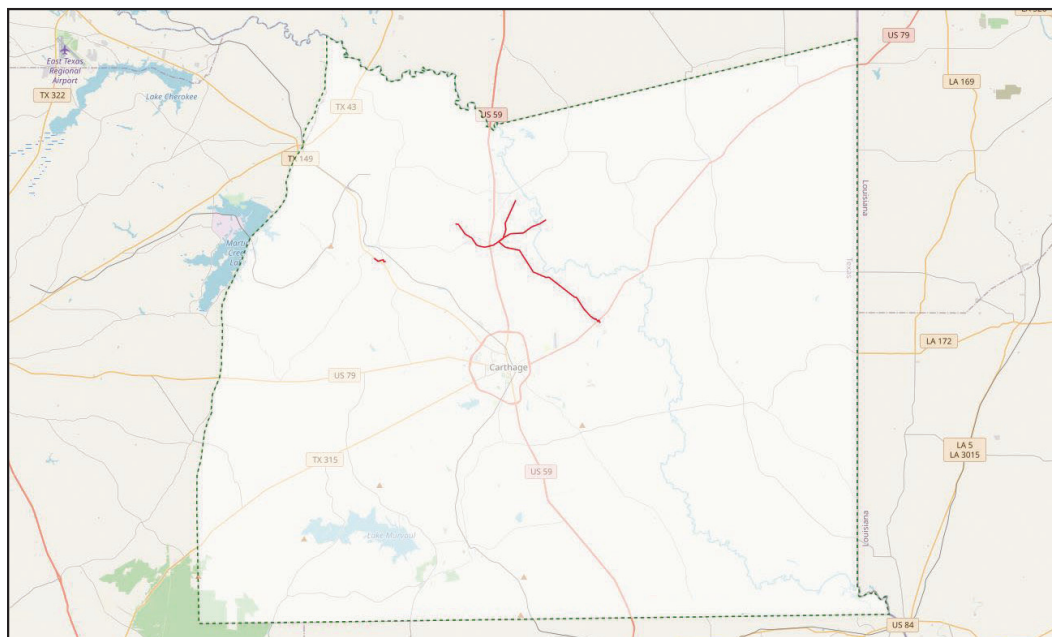 US 79
East Texas
Regional
Airport
LA 169
TX 322
Lake Cherokee
TX 43
US 59
TX 149
Louisiana
Texas
LA 172
Carthage
US 79
LA 5
LA 3015
TX 315
US 59
Lake Murvaul
Louisiana
US 84